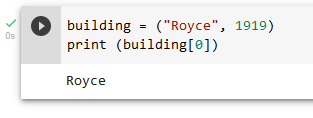 building = ("Royce", 1919)
print (building[0])
0s
Royce